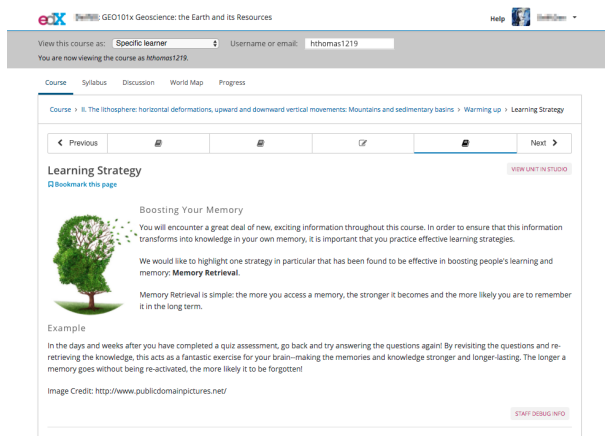 edX GEO101x Geoscience: the Earth and its Resources Help
View this course as: Specific learner Username or email: hthomas1219
You are now viewing the course as hthomas1219.
Course Syllabus Discussion World Map Progress
Course > II. The lithosphere: horizontal deformations, upward and downward vertical movements: Mountains and sedimentary basins > Warming up > Learning Strategy
Previous Next
Learning Strategy VIEW UNIT IN STUDIO
Bookmark this page
Boosting Your Memory
You will encounter a great deal of new, exciting information throughout this course. In order to ensure that this information
transforms into knowledge in your own memory, it is important that you practice effective learning strategies.
We would like to highlight one strategy in particular that has been found to be effective in boosting people's learning and
memory: Memory Retrieval.
Memory Retrieval is simple: the more you access a memory, the stronger it becomes and the more likely you are to remember
it in the long term.
Example
In the days and weeks after you have completed a quiz assessment, go back and try answering the questions again! By revisiting the questions and re-
retrieving the knowledge, this acts as a fantastic exercise for your brain--making the memories and knowledge stronger and longer-lasting. The longer a
memory goes without being re-activated, the more likely it to be forgotten!
Image Credit: http://www.publicdomainpictures.net/
STAFF DEBUG INFO